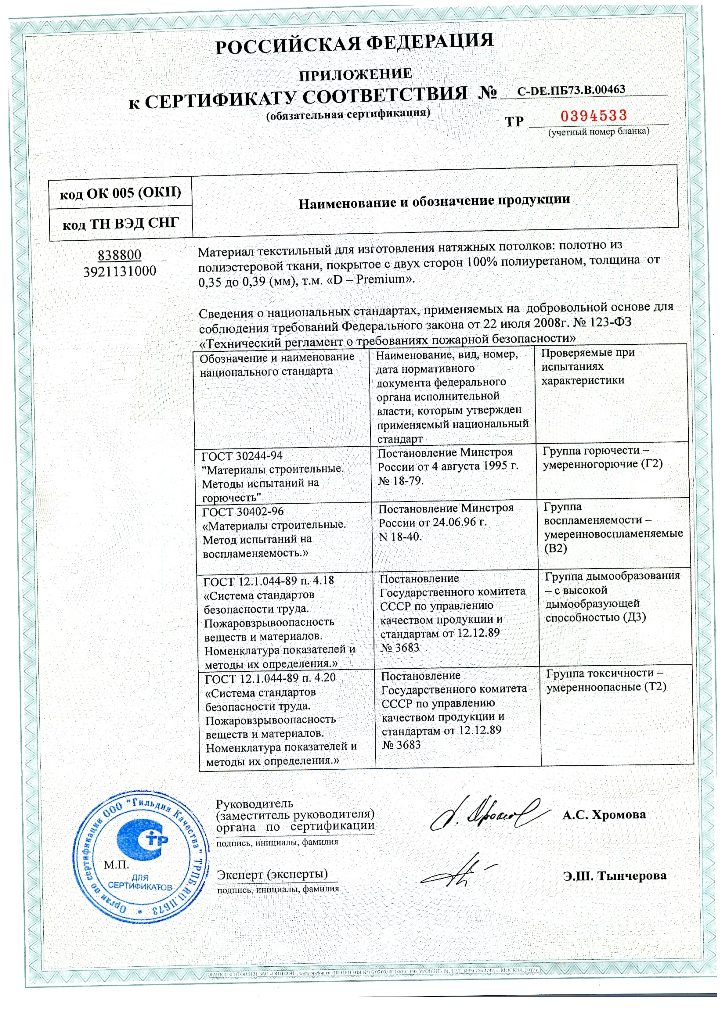 РОССИЙСКАЯ ФЕДЕРАЦИЯ
ПРИЛОЖЕНИЕ
к СЕРТИФИКАТУ СООТВЕТСТВИЯ № C-DE.ПБ73.В.00463
(обязательная сертификация)
ТР 0394533
(учетный номер бланка)
код ОК 005 (ОКП)
код ТН ВЭД СНГ
Наименование и обозначение продукции
838800
3921131000
Материал текстильный для изготовления натяжных потолков: полотно из
полиэстеровой ткани, покрытое с двух сторон 100% полиуретаном, толщина от
0,35 до 0,39 (мм), т.м. «D – Premium».
Сведения о национальных стандартах, применяемых на добровольной основе для
соблюдения требований Федерального закона от 22 июля 2008г. № 123-ФЗ
«Технический регламент о требованиях пожарной безопасности»
Обозначение и наименование
национального стандарта
Наименование, вид, номер,
дата нормативного
документа федерального
органа исполнительной
власти, которым утвержден
применяемый национальный
стандарт
Проверяемые при
испытаниях
характеристики
ГОСТ 30244-94
"Материалы строительные.
Методы испытаний на
горючесть"
Постановление Минстроя
России от 4 августа 1995 г.
№ 18-79.
Группа горючести –
умеренногорючие (Г2)
ГОСТ 30402-96
«Материалы строительные.
Метод испытаний на
воспламеняемость.»
Постановление Минстроя
России от 24.06.96 г.
N 18-40.
Группа
воспламеняемости –
умеренновоспламеняемые
(В2)
ГОСТ 12.1.044-89 п. 4.18
«Система стандартов
безопасности труда.
Пожаровзрывоопасность
веществ и материалов.
Номенклатура показателей и
методы их определения.»
Постановление
Государственного комитета
СССР по управлению
качеством продукции и
стандартам от 12.12.89
№ 3683
Группа дымообразования
– с высокой
дымообразующей
способностью (Д3)
ГОСТ 12.1.044-89 п. 4.20
«Система стандартов
безопасности труда.
Пожаровзрывоопасность
веществ и материалов.
Номенклатура показателей и
методы их определения.»
Постановление
Государственного комитета
СССР по управлению
качеством продукции и
стандартам от 12.12.89
№ 3683
Группа токсичности –
умеренноопасные (Т2)
Руководитель
(заместитель руководителя)
органа по сертификации
подпись, инициалы, фамилия
А.С. Хромова
Эксперт (эксперты)
подпись, инициалы, фамилия
Э.Ш. Тынчерова
Орган по сертификации ООО "Гильдия Качества" ТРПБ.RU.ПБ73
ТР
М.П.
ДЛЯ
СЕРТИФИКАТОВ